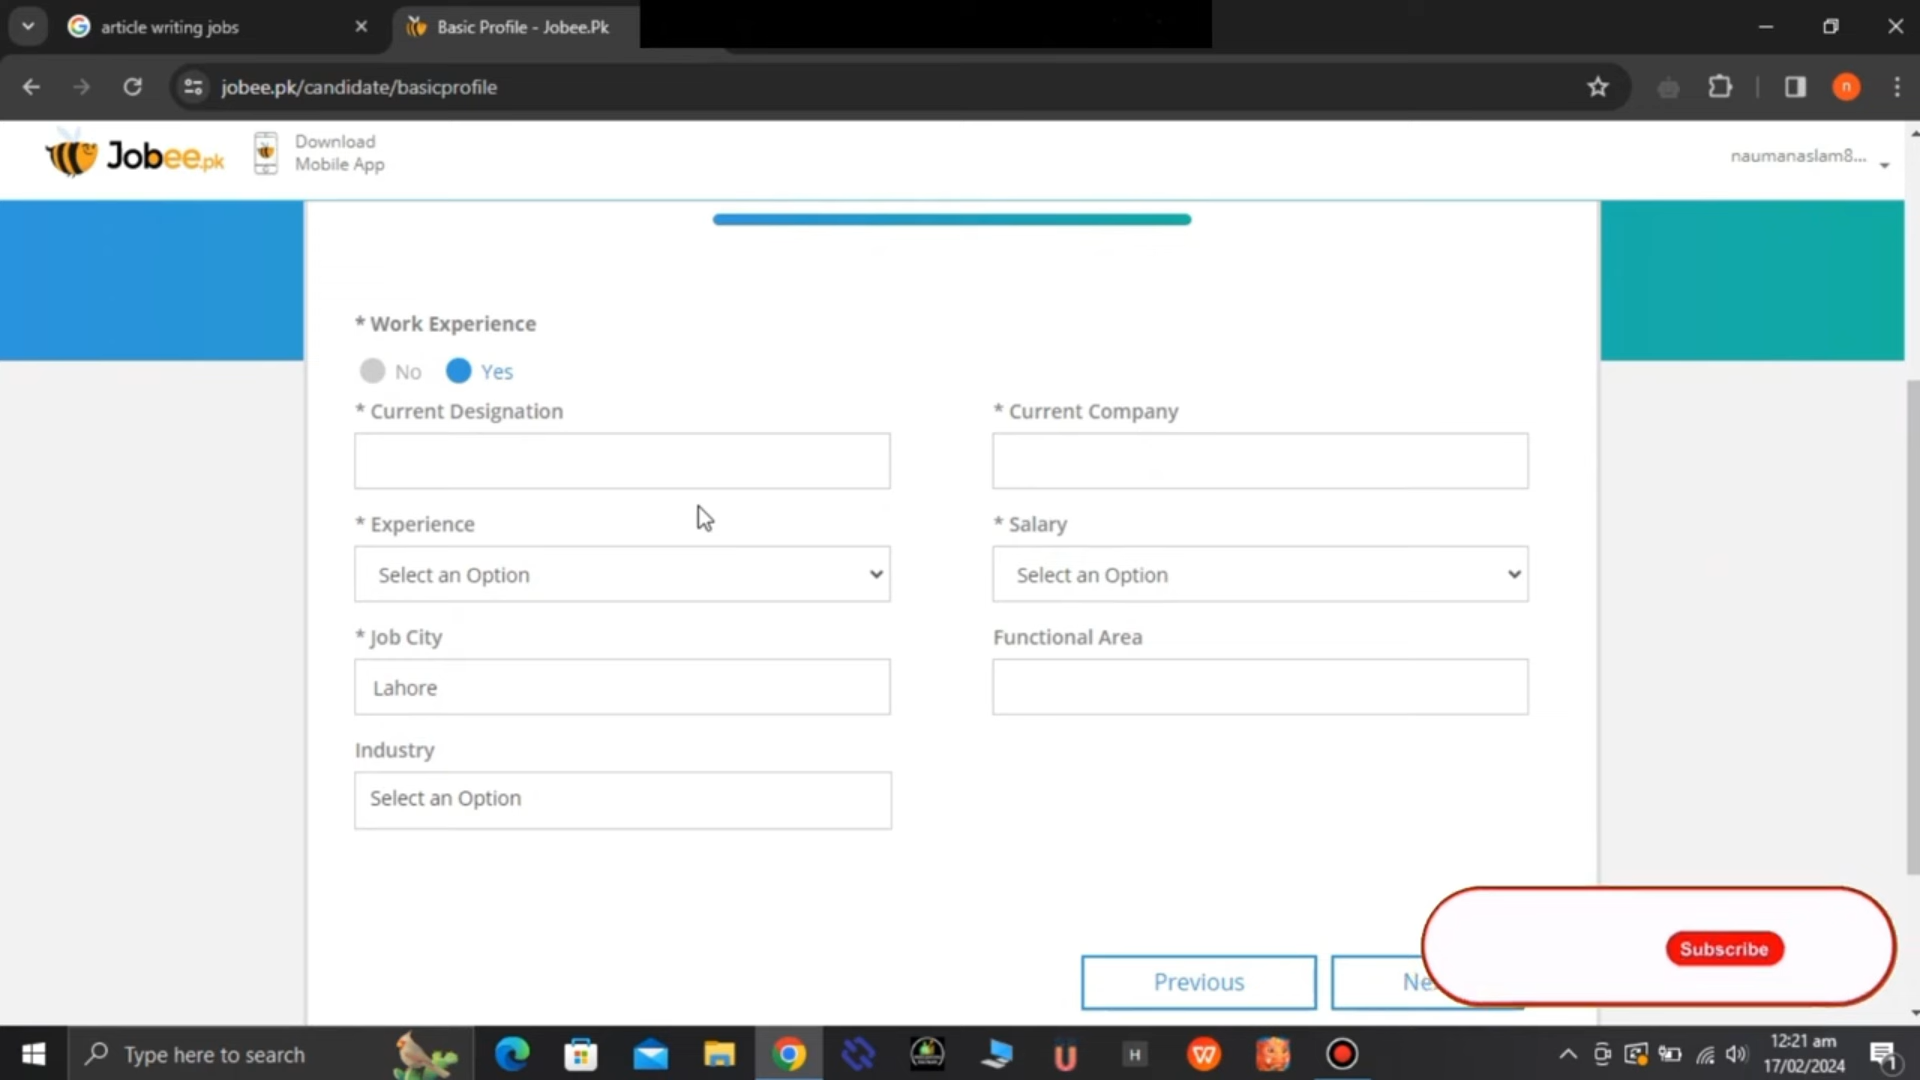 article writing jobs
Basic Profile - Jobee.Pk
jobee.pk/candidate/basicprofile
n
Jobee.pk
Download
Mobile App
naumanaslam8...
* Work Experience
No Yes
* Current Designation
* Current Company
* Experience
* Salary
Select an Option
Select an Option
* Job City
Functional Area
Lahore
Industry
Select an Option
Previous
Ne
Subscribe
Type here to search
H
W
12:21 am
17/02/2024
1